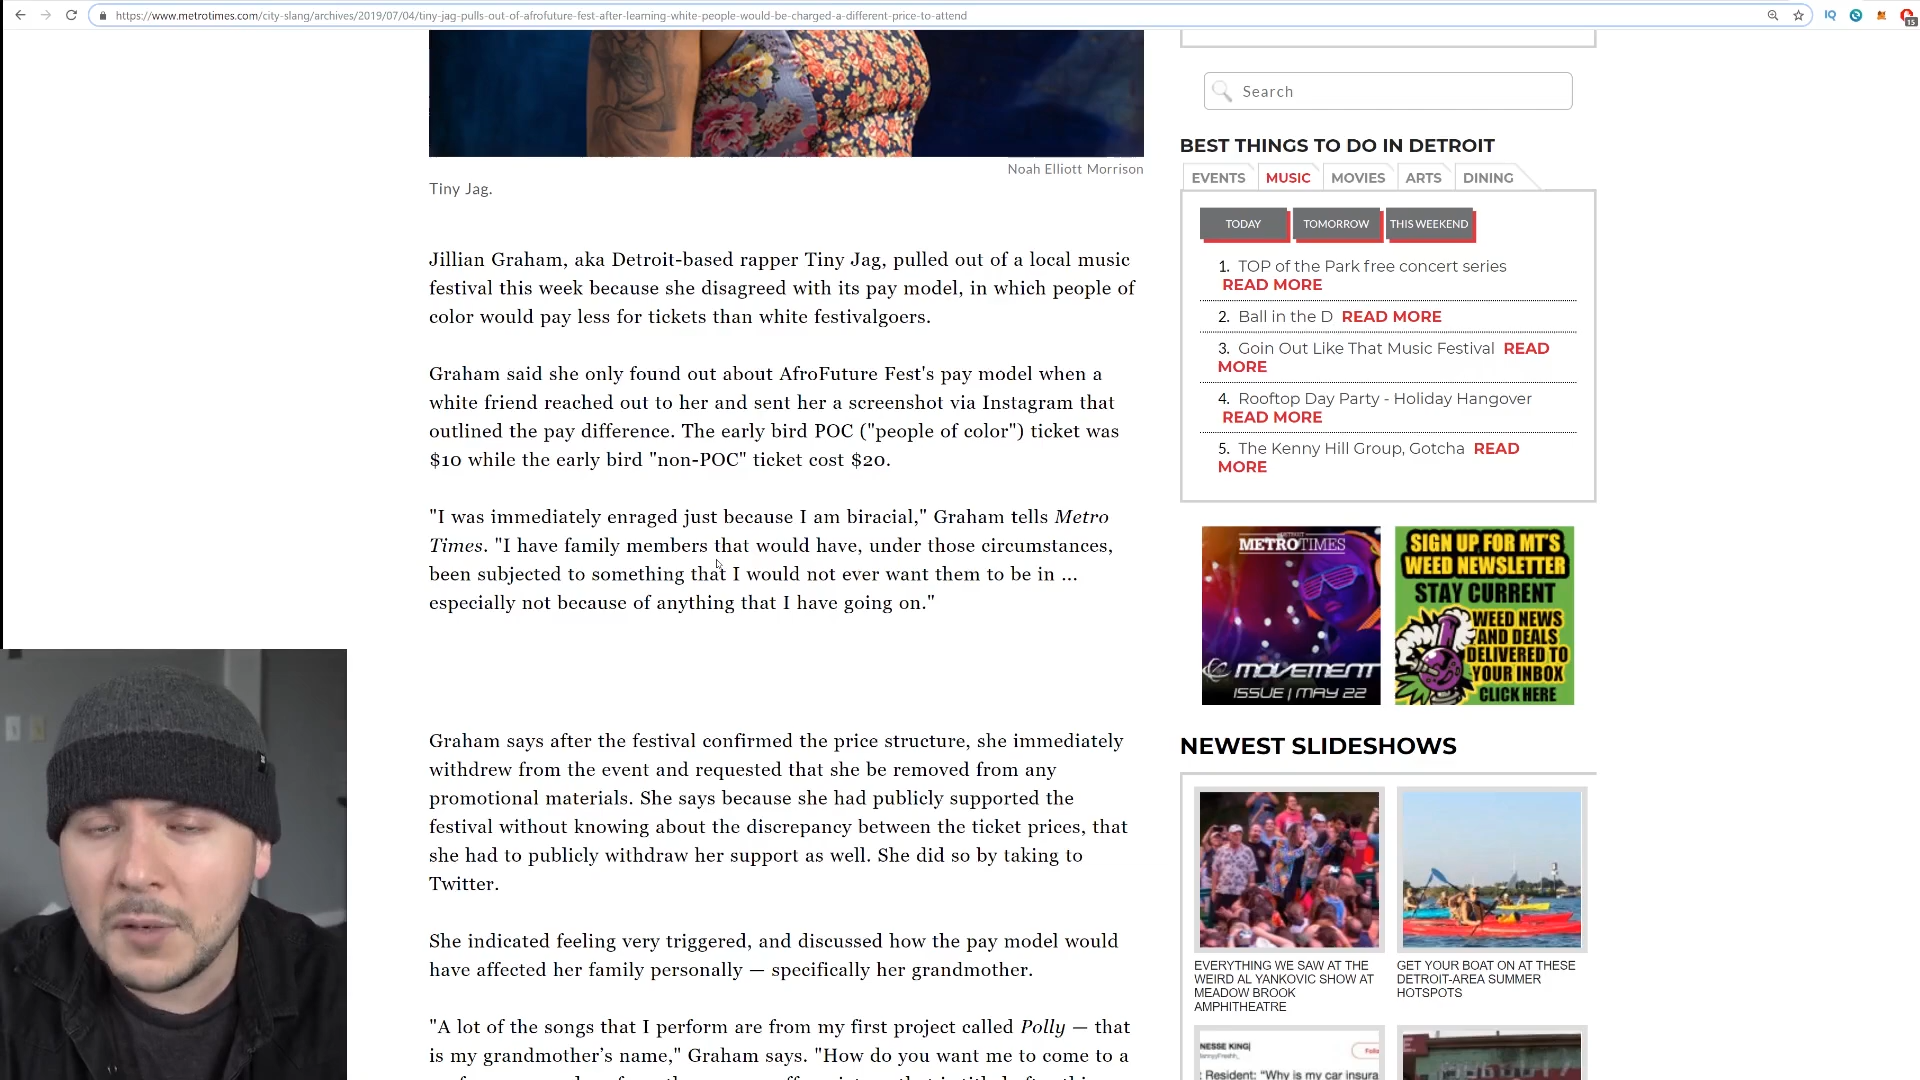 https://www.metrotimes.com/city-slang/archives/2019/07/04/tiny-jag-pulls-out-of-afrofuture-fest-after-learning-white-people-would-be-charged-a-different-price-to-attend
15
Noah Elliott Morrison
Tiny Jag.
Jillian Graham, aka Detroit-based rapper Tiny Jag, pulled out of a local music
festival this week because she disagreed with its pay model, in which people of
color would pay less for tickets than white festivalgoers.
Graham said she only found out about AfroFuture Fest's pay model when a
white friend reached out to her and sent her a screenshot via Instagram that
outlined the pay difference. The early bird POC ("people of color") ticket was
$10 while the early bird "non-POC" ticket cost $20.
"I was immediately enraged just because I am biracial," Graham tells Metro
Times. "I have family members that would have, under those circumstances,
been subjected to something that I would not ever want them to be in ...
especially not because of anything that I have going on."
Graham says after the festival confirmed the price structure, she immediately
withdrew from the event and requested that she be removed from any
promotional materials. She says because she had publicly supported the
festival without knowing about the discrepancy between the ticket prices, that
she had to publicly withdraw her support as well. She did so by taking to
Twitter.
She indicated feeling very triggered, and discussed how the pay model would
have affected her family personally — specifically her grandmother.
"A lot of the songs that I perform are from my first project called Polly — that
is my grandmother's name," Graham says. "How do you want me to come to a
Search
BEST THINGS TO DO IN DETROIT
EVENTS MUSIC MOVIES ARTS DINING
TODAY TOMORROW THIS WEEKEND
1. TOP of the Park free concert series
READ MORE
2. Ball in the D READ MORE
3. Goin Out Like That Music Festival READ
MORE
4. Rooftop Day Party - Holiday Hangover
READ MORE
5. The Kenny Hill Group, Gotcha READ
MORE
METROTIMES
MOVEMENT
ISSUE | MAY 22
SIGN UP FOR MT'S
WEED NEWSLETTER
STAY CURRENT
WEED NEWS
AND DEALS
DELIVERED TO
YOUR INBOX
CLICK HERE
NEWEST SLIDESHOWS
EVERYTHING WE SAW AT THE
WEIRD AL YANKOVIC SHOW AT
MEADOW BROOK
AMPHITHEATRE
GET YOUR BOAT ON AT THESE
DETROIT-AREA SUMMER
HOTSPOTS
NESSE KING
Resident: "Why is my car insura